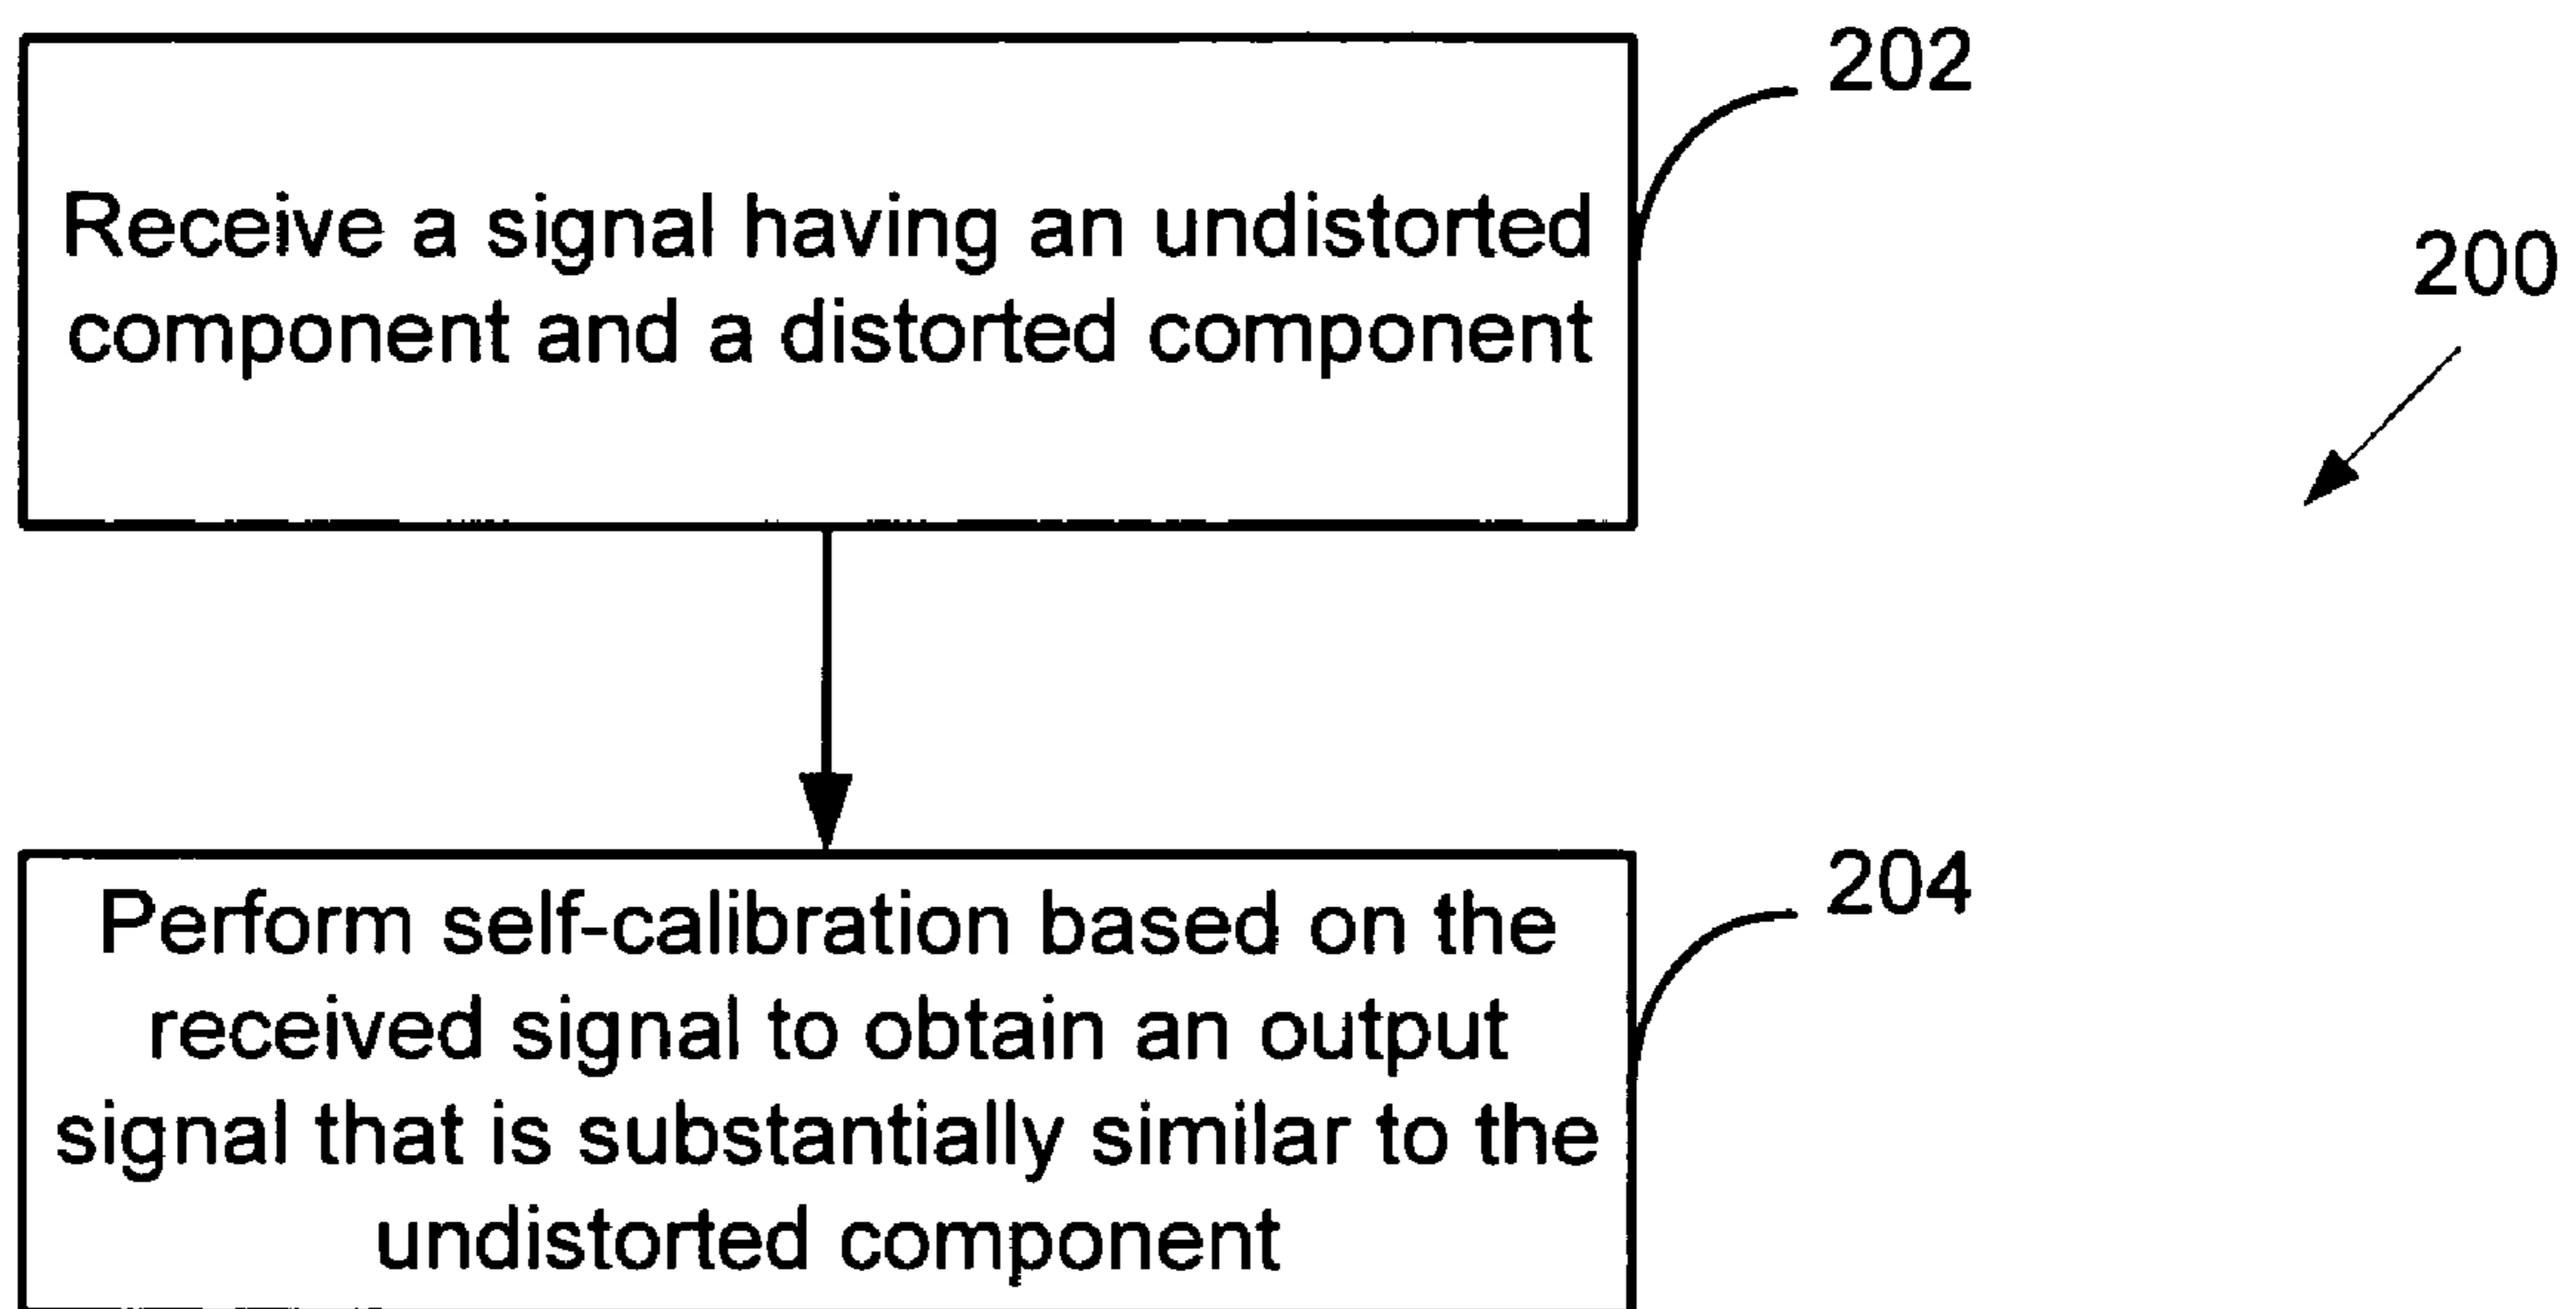 202
Receive a signal having an undistorted
component and a distorted component
200
204
Perform self-calibration based on the
received signal to obtain an output
signal that is substantially similar to the
undistorted component